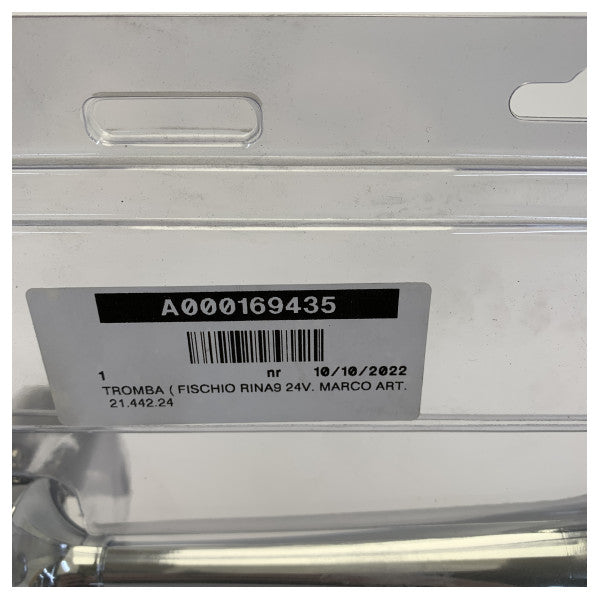 A000169435
1 nr 10/10/2022
TROMBA ( FISCHIO RINA9 24V. MARCO ART.
21.442.24